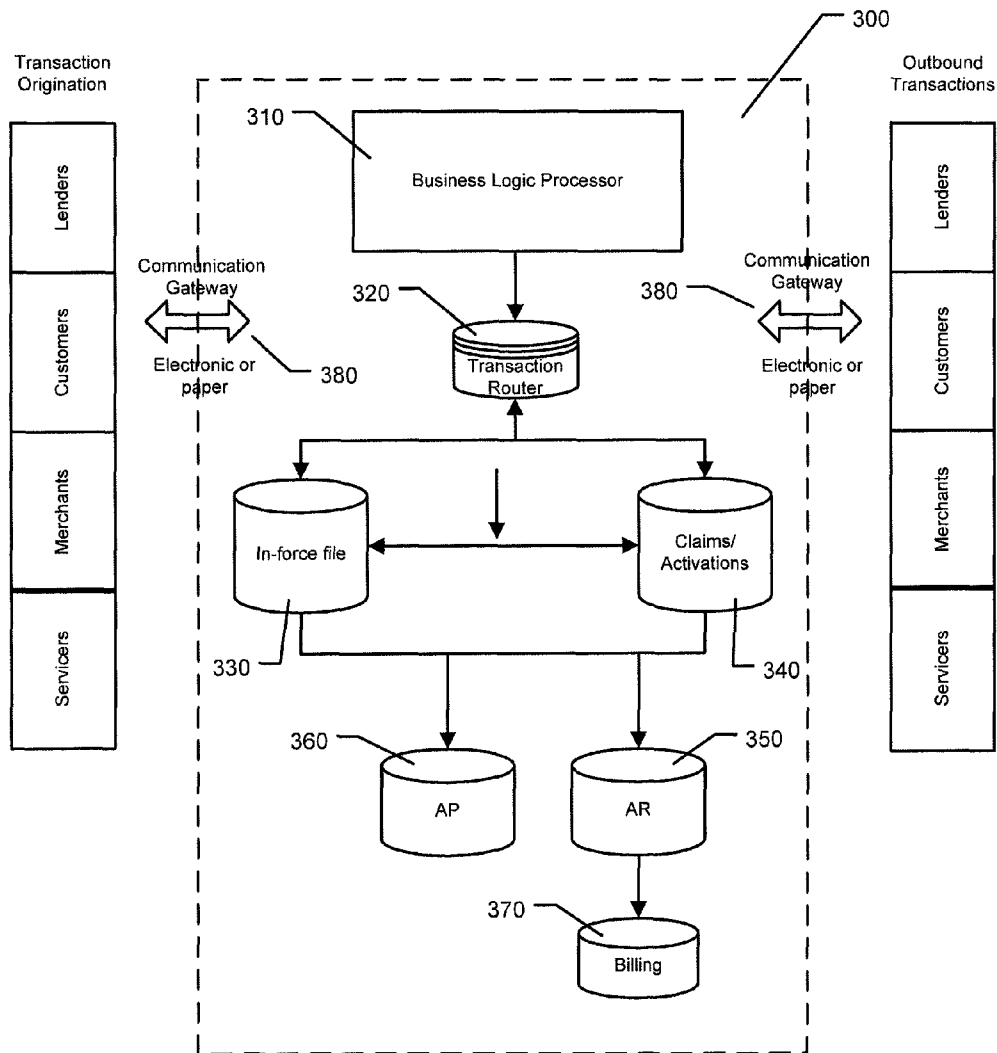 300
Transaction
Origination
Outbound
Transactions
310
Business Logic Processor
Lenders
Lenders
Communication
Gateway
Communication
Gateway
320
380
Customers
Customers
Transaction
Router
Electronic or
paper
380
Electronic or
paper
Merchants
Merchants
In-force file
Claims/
Activations
Servicers
Servicers
330
340
360
350
AP
AR
370
Billing